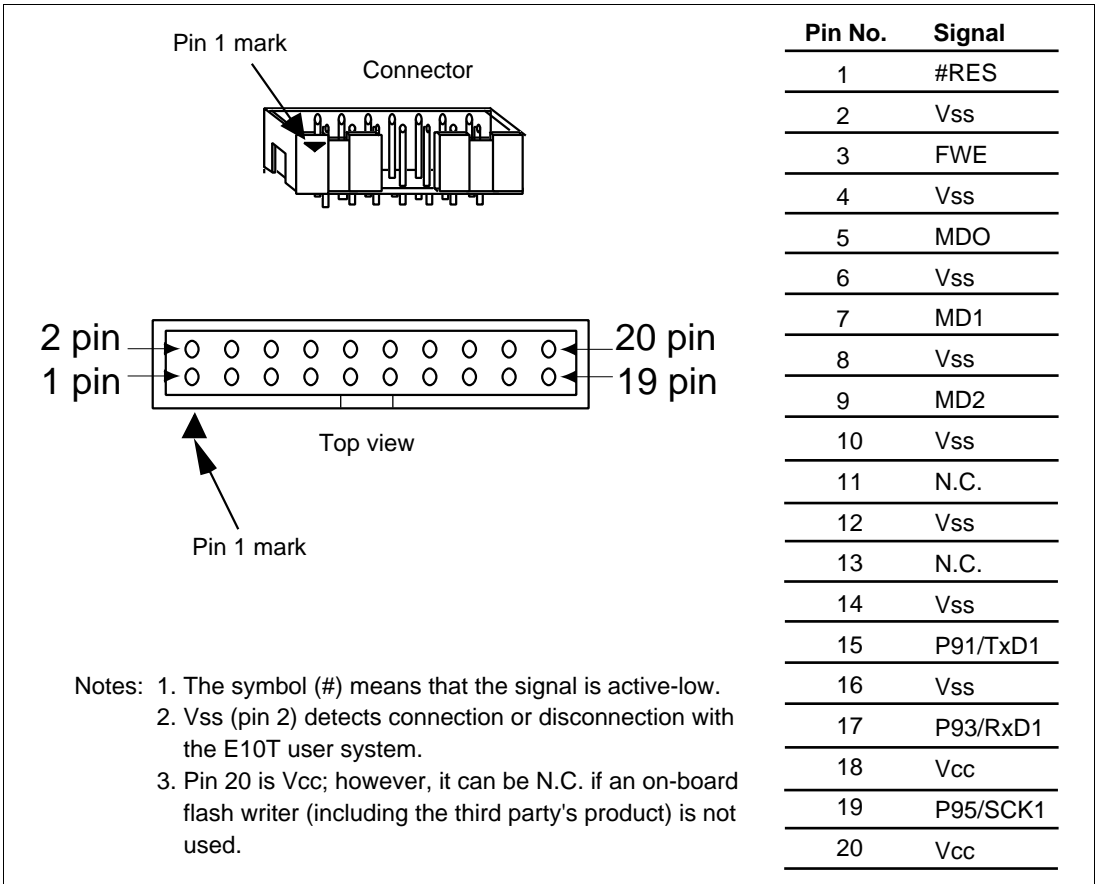 Pin 1 mark
Connector
2 pin
1 pin
20 pin
19 pin
Top view
Pin 1 mark
Notes: 1. The symbol (#) means that the signal is active-low.
2. Vss (pin 2) detects connection or disconnection with
the E10T user system.
3. Pin 20 is Vcc; however, it can be N.C. if an on-board
flash writer (including the third party's product) is not
used.
Pin No. Signal
1 #RES
2 Vss
3 FWE
4 Vss
5 MDO
6 Vss
7 MD1
8 Vss
9 MD2
10 Vss
11 N.C.
12 Vss
13 N.C.
14 Vss
15 P91/TxD1
16 Vss
17 P93/RxD1
18 Vcc
19 P95/SCK1
20 Vcc